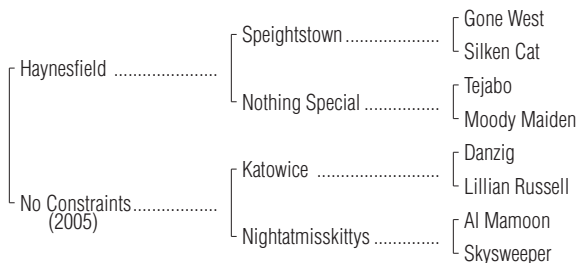 Gone West
Speightstown
Silken Cat
Haynesfield
Tejabo
Nothing Special
Moody Maiden
Danzig
Katowice
Lillian Russell
No Constraints
(2005)
Al Mamoon
Nightatmisskittys
Skysweeper